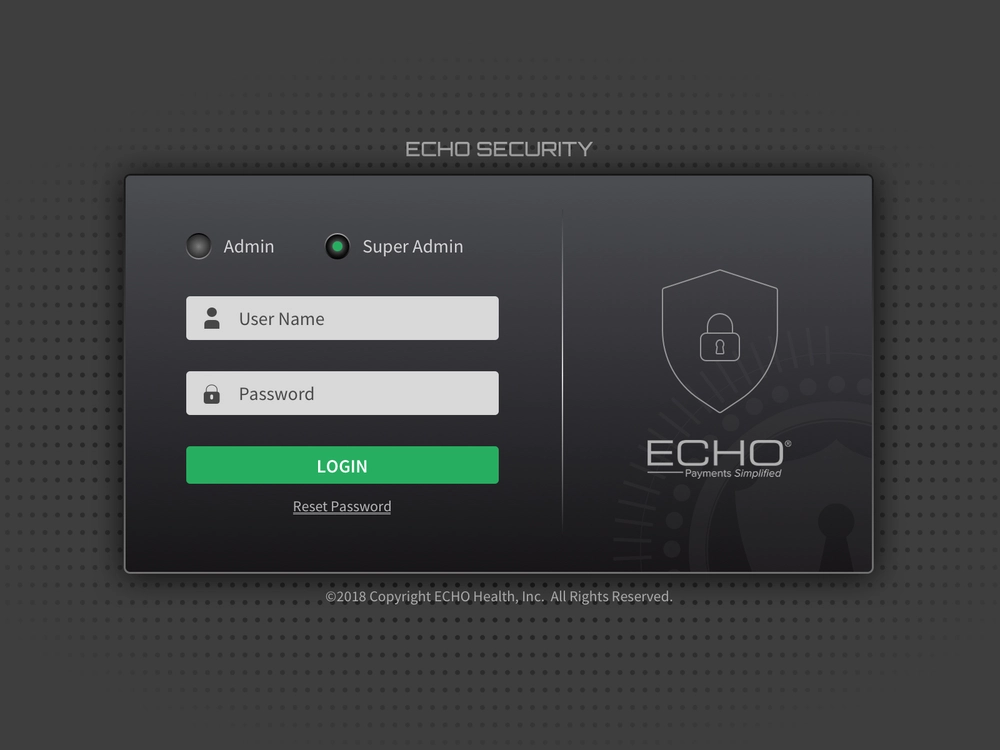 ECHO SECURITY
Admin
Super Admin
User Name
Password
LOGIN
Reset Password
ECHO®
Payments Simplified
©2018 Copyright ECHO Health, Inc. All Rights Reserved.